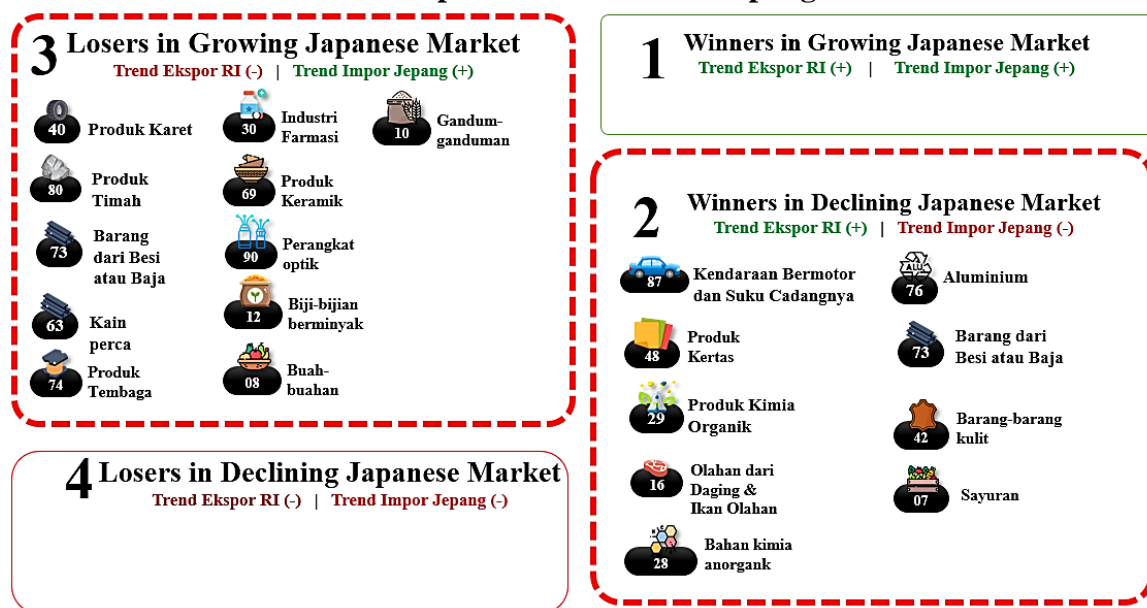 3 Losers in Growing Japanese Market
Trend Ekspor RI (-) | Trend Impor Jepang (+)
40 Produk Karet
80 Produk
Timah
73 Barang
dari Besi
atau Baja
63 Kain
perca
74 Produk
Tembaga
30 Industri
Farmasi
69 Produk
Keramik
90 Perangkat
optik
12 Biji-bijian
berminyak
08 Buah-
buahan
10 Gandum-
ganduman
1 Winners in Growing Japanese Market
Trend Ekspor RI (+) | Trend Impor Jepang (+)
2 Winners in Declining Japanese Market
Trend Ekspor RI (+) | Trend Impor Jepang (-)
87 Kendaraan Bermotor
dan Suku Cadangnya
48 Produk
Kertas
29 Produk Kimia
Organik
16 Olahan dari
Daging &
Ikan Olahan
28 Bahan kimia
anorgank
ALU
76 Aluminium
73 Barang dari
Besi atau Baja
42 Barang-barang
kulit
07 Sayuran
4 Losers in Declining Japanese Market
Trend Ekspor RI (-) | Trend Impor Jepang (-)